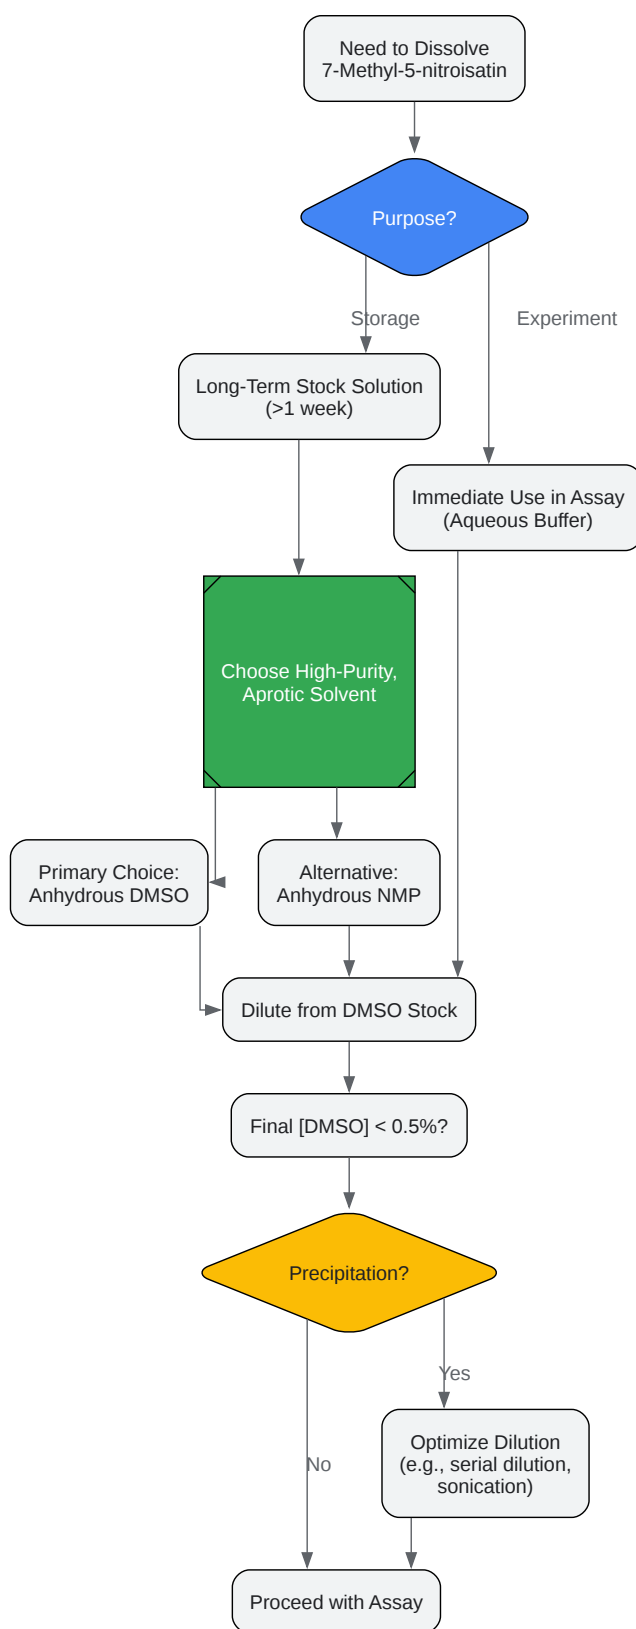 Need to Dissolve
7-Methyl-5-nitroisatin
Purpose?
Storage
Experiment
Long-Term Stock Solution
(>1 week)
Immediate Use in Assay
(Aqueous Buffer)
Choose High-Purity,
Aprotic Solvent
Primary Choice:
Anhydrous DMSO
Alternative:
Anhydrous NMP
Dilute from DMSO Stock
Final [DMSO] < 0.5%?
Precipitation?
Yes
Optimize Dilution
(e.g., serial dilution,
sonication)
No
Proceed with Assay